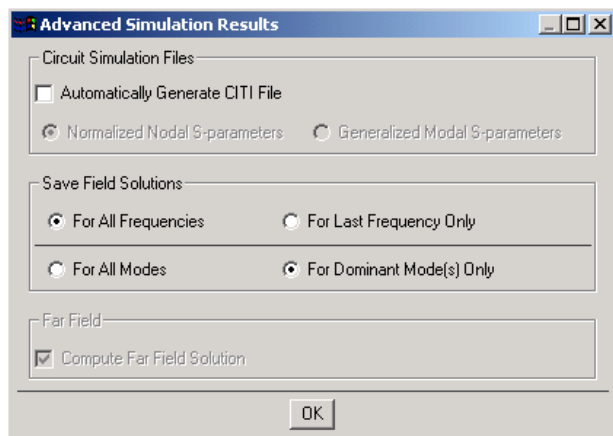 Advanced Simulation Results
Circuit Simulation Files
Automatically Generate CITI File
Normalized Nodal S-parameters Generalized Modal S-parameters
Save Field Solutions
For All Frequencies For Last Frequency Only
For All Modes For Dominant Mode(s) Only
Far Field
Compute Far Field Solution
OK